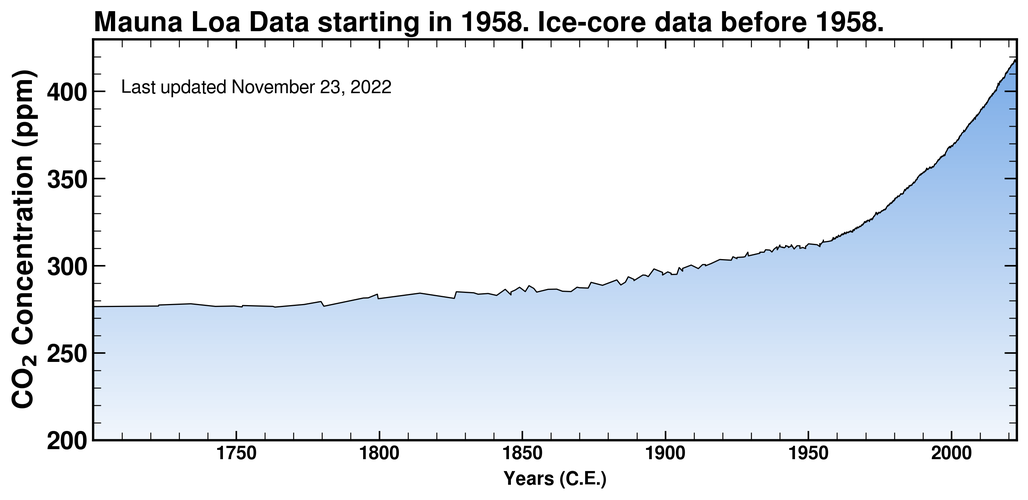 Mauna Loa Data starting in 1958. Ice-core data before 1958.
Last updated November 23, 2022
CO₂ Concentration (ppm)
400
350
300
250
200
1750 1800 1850 1900 1950 2000
Years (C.E.)